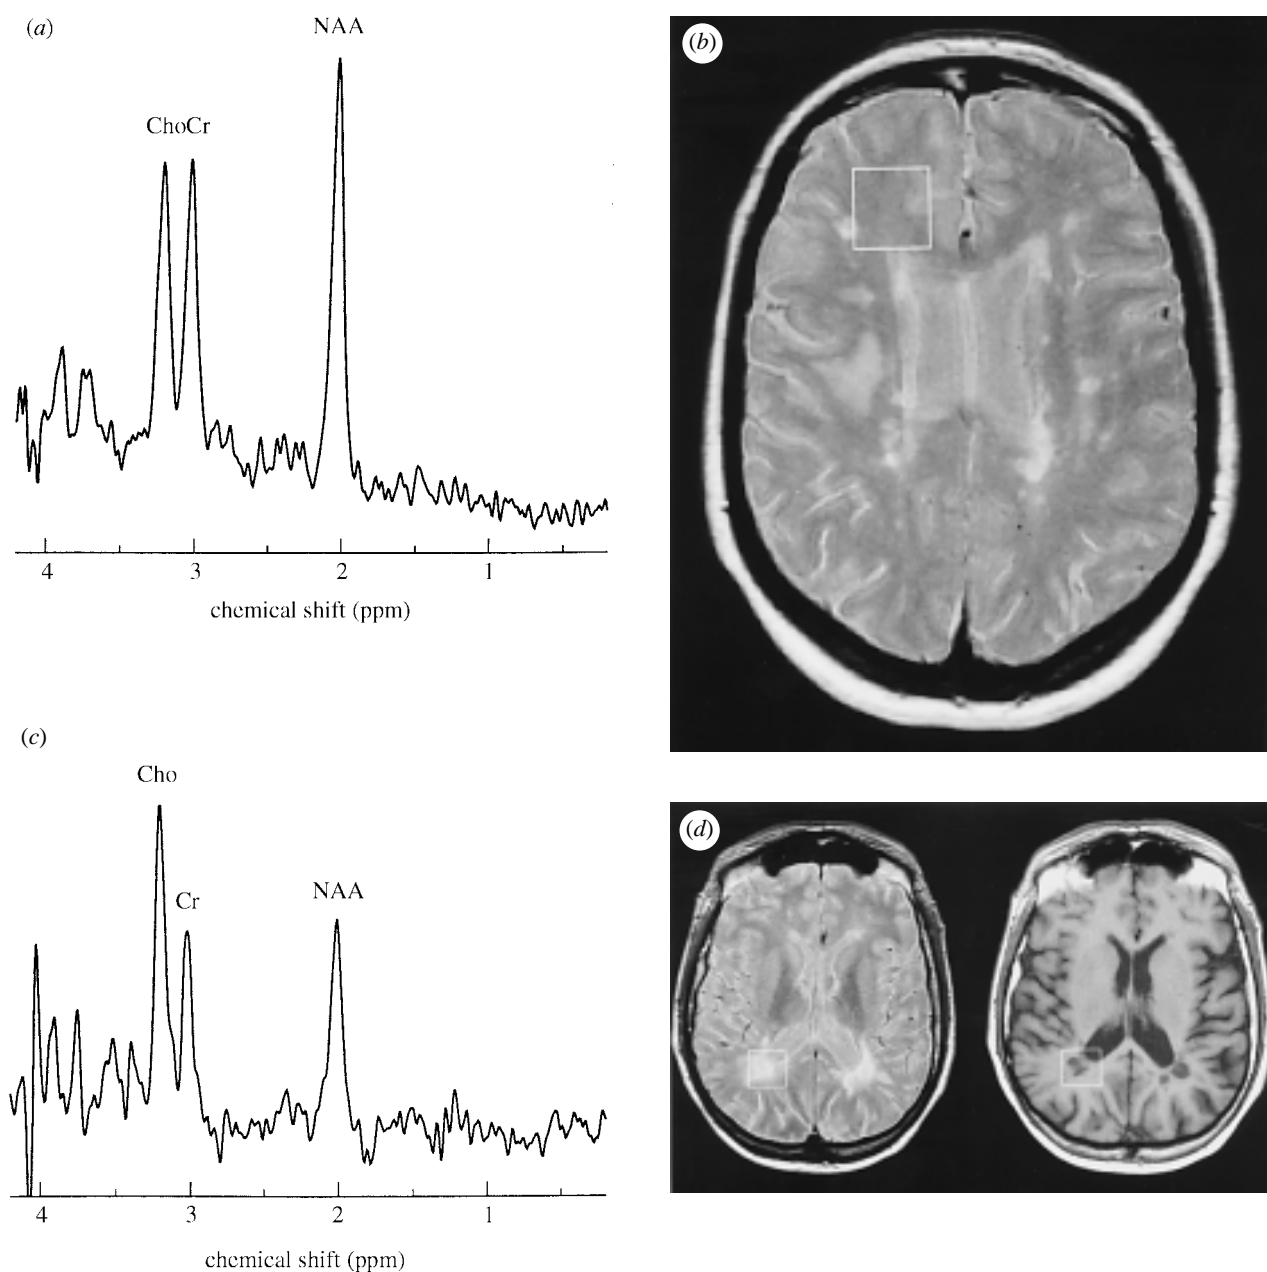 (a)
NAA
ChoCr
4 3 2 1
chemical shift (ppm)
(b)
(c)
Cho
Cr
NAA
4 3 2 1
chemical shift (ppm)
(d)